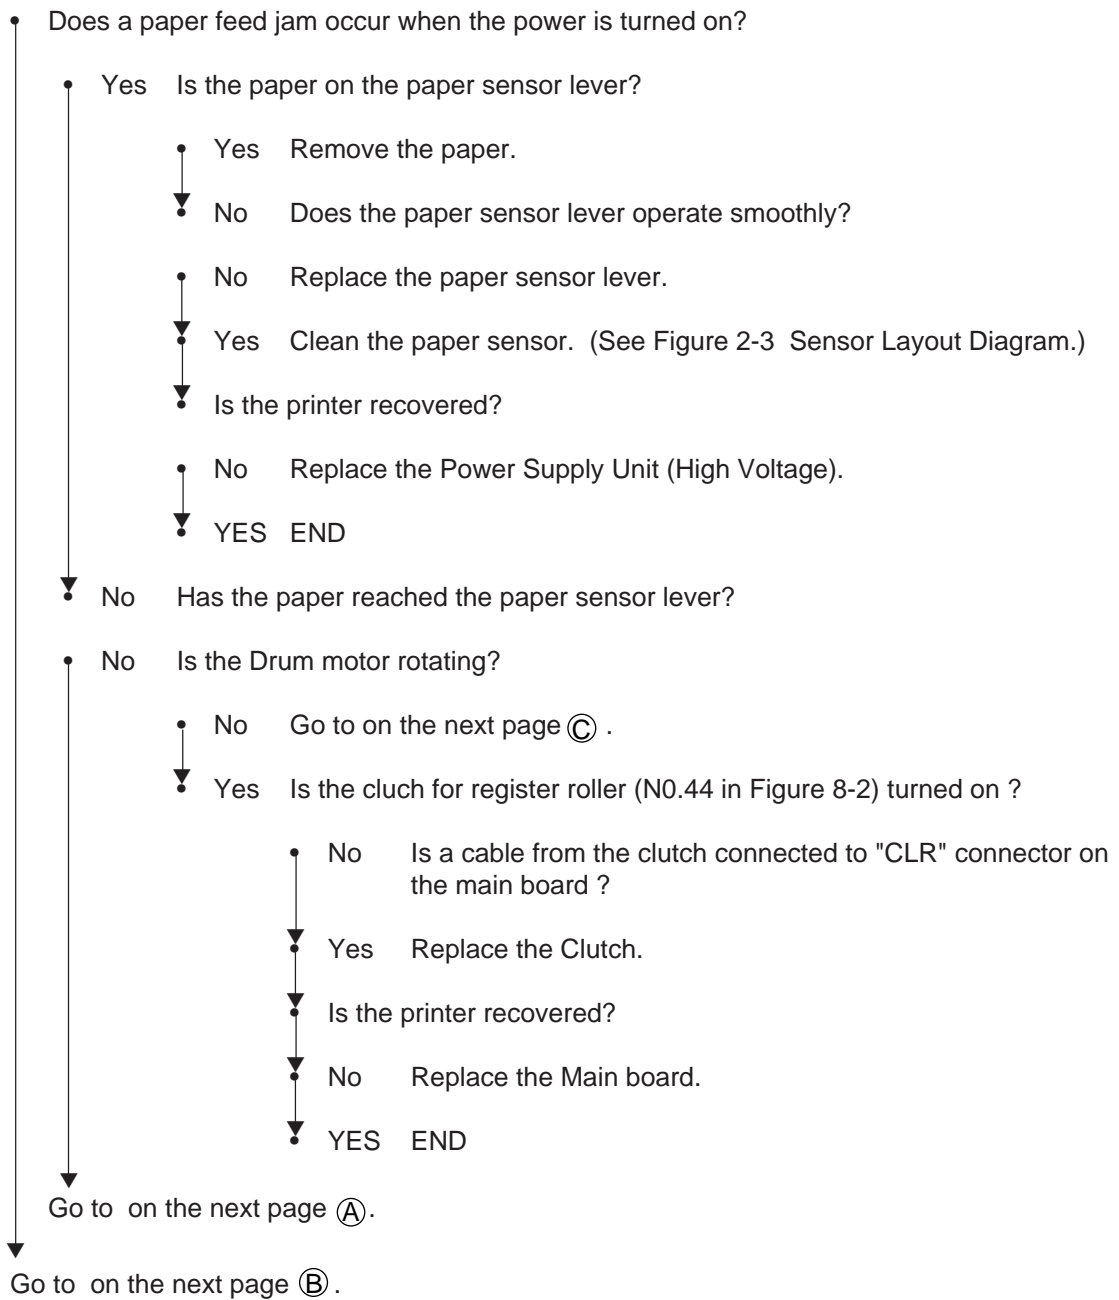 Does a paper feed jam occur when the power is turned on?
Yes Is the paper on the paper sensor lever?
Yes Remove the paper.
No Does the paper sensor lever operate smoothly?
No Replace the paper sensor lever.
Yes Clean the paper sensor. (See Figure 2-3 Sensor Layout Diagram.)
Is the printer recovered?
No Replace the Power Supply Unit (High Voltage).
YES END
No Has the paper reached the paper sensor lever?
No Is the Drum motor rotating?
No Go to on the next page Ⓒ .
Yes Is the cluch for register roller (N0.44 in Figure 8-2) turned on ?
No Is a cable from the clutch connected to "CLR" connector on
the main board ?
Yes Replace the Clutch.
Is the printer recovered?
No Replace the Main board.
YES END
Go to on the next page Ⓐ.
Go to on the next page Ⓑ .